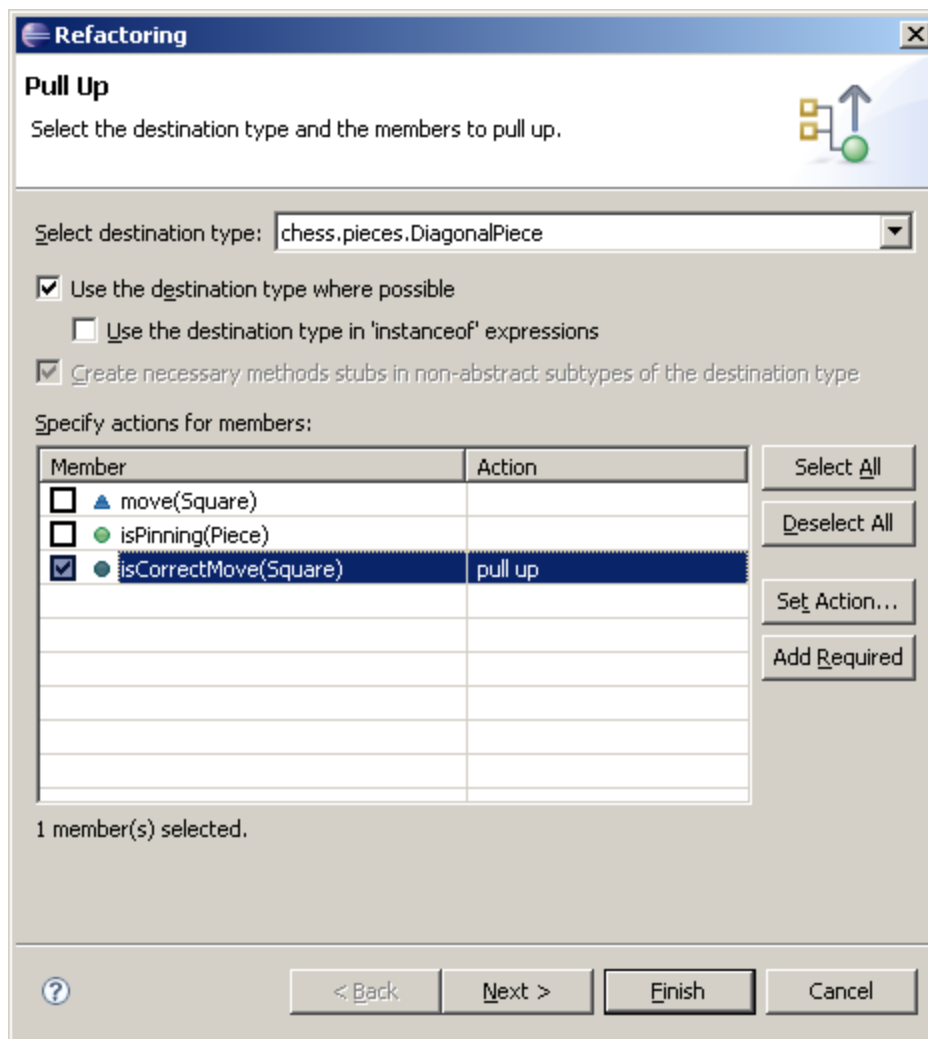 Refactoring
Pull Up
Select the destination type and the members to pull up.
Select destination type: chess.pieces.DiagonalPiece
Use the destination type where possible
Use the destination type in 'instanceof' expressions
Create necessary methods stubs in non-abstract subtypes of the destination type
Specify actions for members:
Member Action Select All
move(Square)
isPinning(Piece) Deselect All
isCorrectMove(Square) pull up
Set Action...
Add Required
1 member(s) selected.
? < Back Next > Finish Cancel